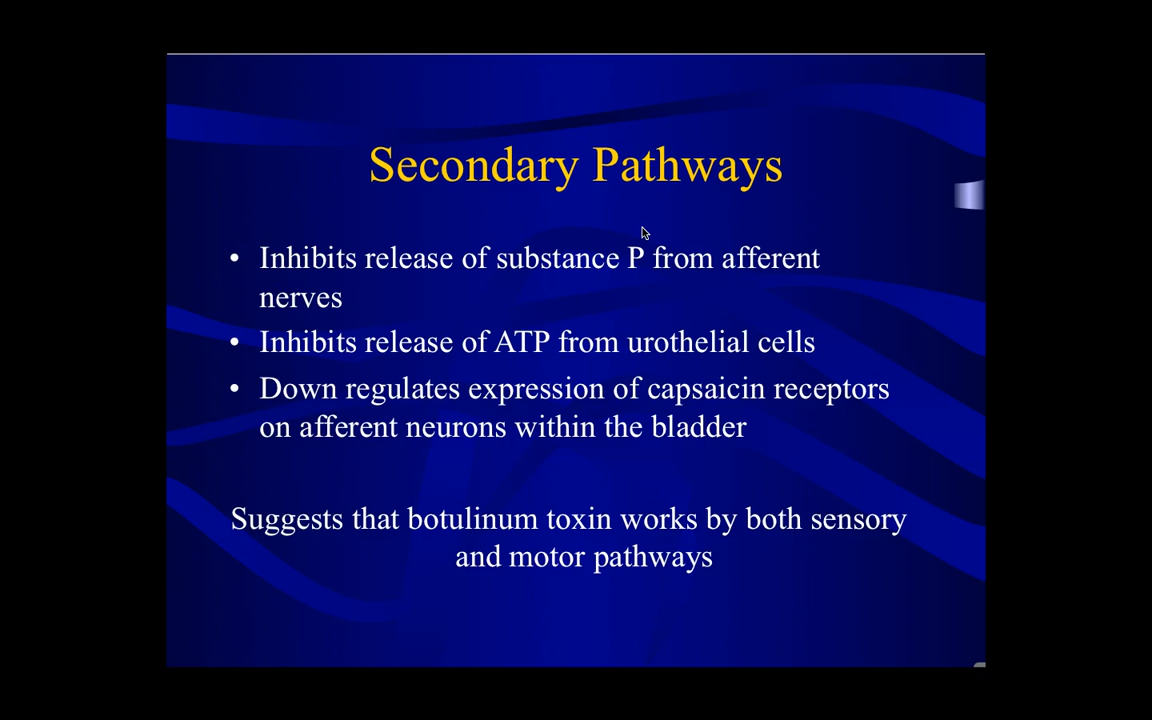 Secondary Pathways
• Inhibits release of substance P from afferent
nerves
• Inhibits release of ATP from urothelial cells
• Down regulates expression of capsaicin receptors
on afferent neurons within the bladder
Suggests that botulinum toxin works by both sensory
and motor pathways